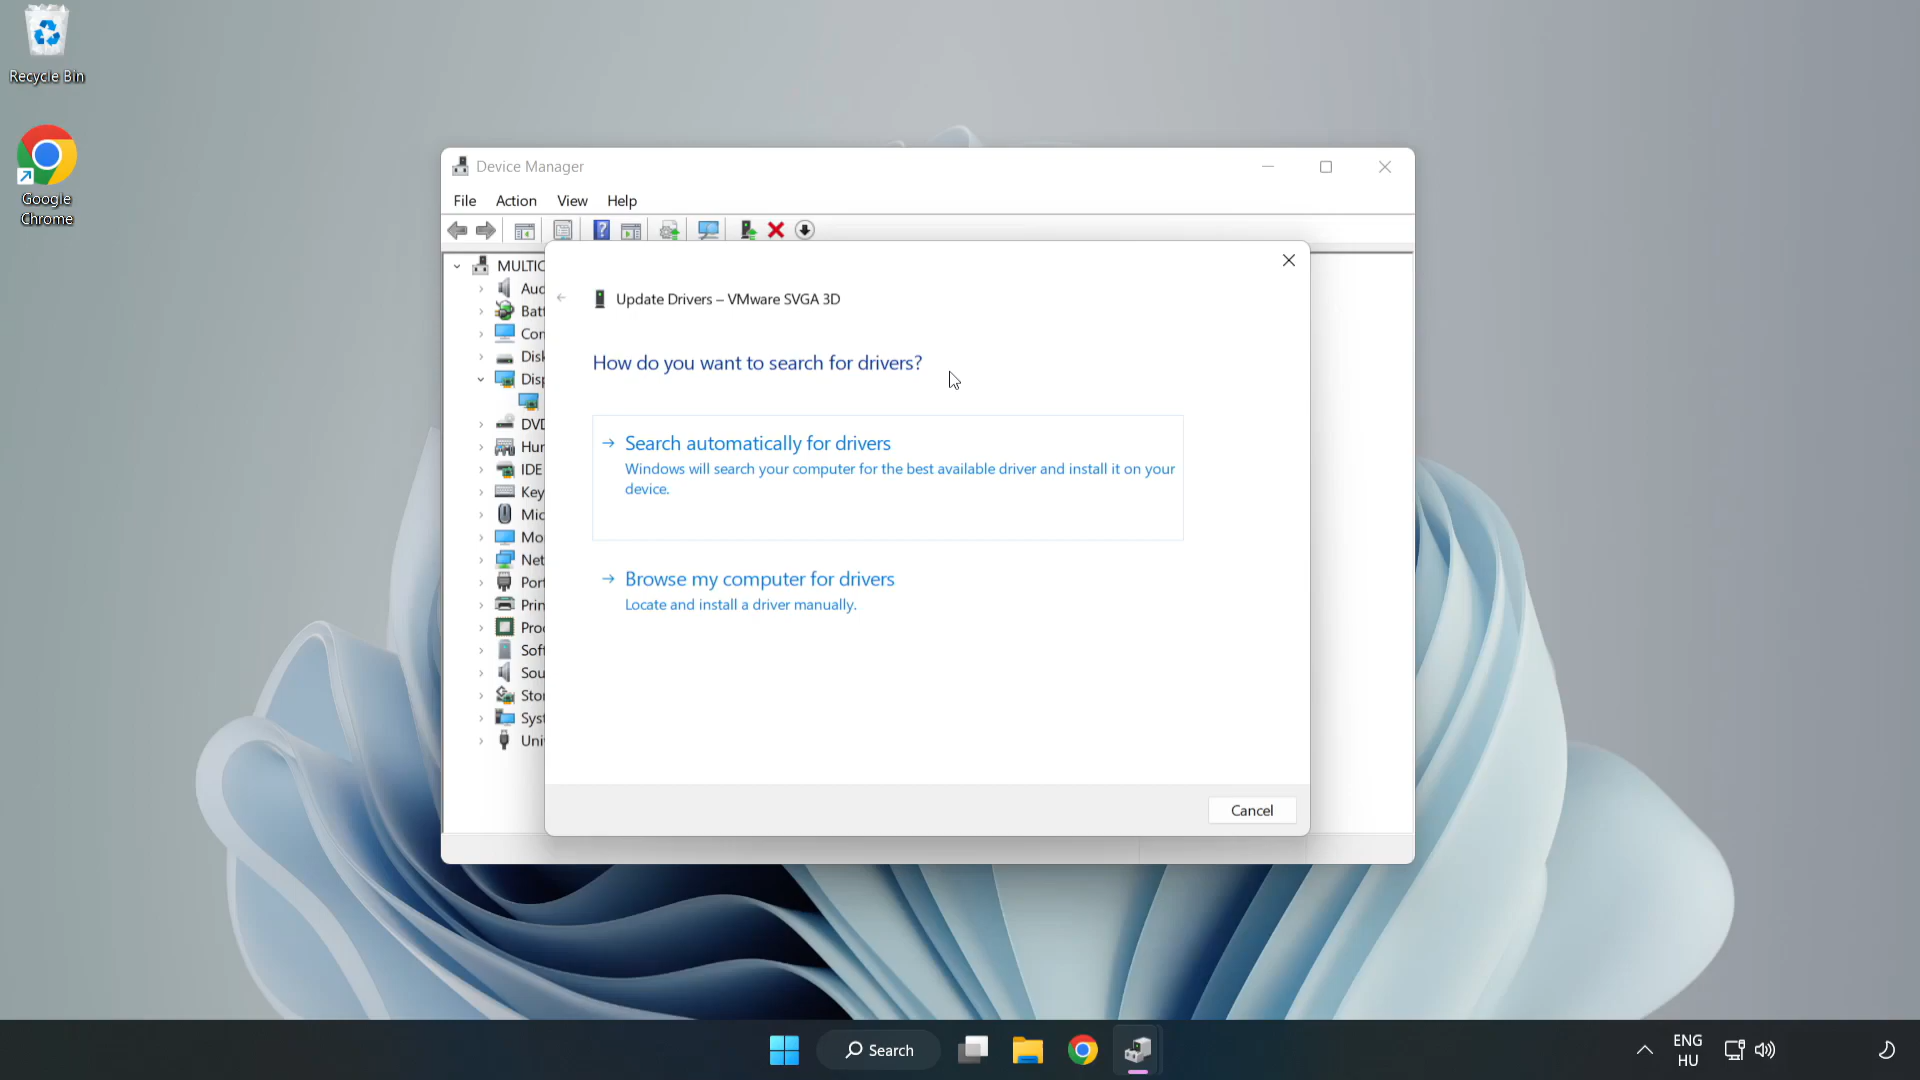 Recycle Bin
Google
Chrome
Device Manager
File Action View Help
MULTIC
Aud
Batt
Con
Disk
Disp
DVD
Hur
IDE
Key
Mic
Mo
Net
Port
Prin
Proc
Soft
Sou
Stor
Syst
Uni
Update Drivers – VMware SVGA 3D
How do you want to search for drivers?
Search automatically for drivers
Windows will search your computer for the best available driver and install it on your
device.
Browse my computer for drivers
Locate and install a driver manually.
Cancel
Search
ENG
HU